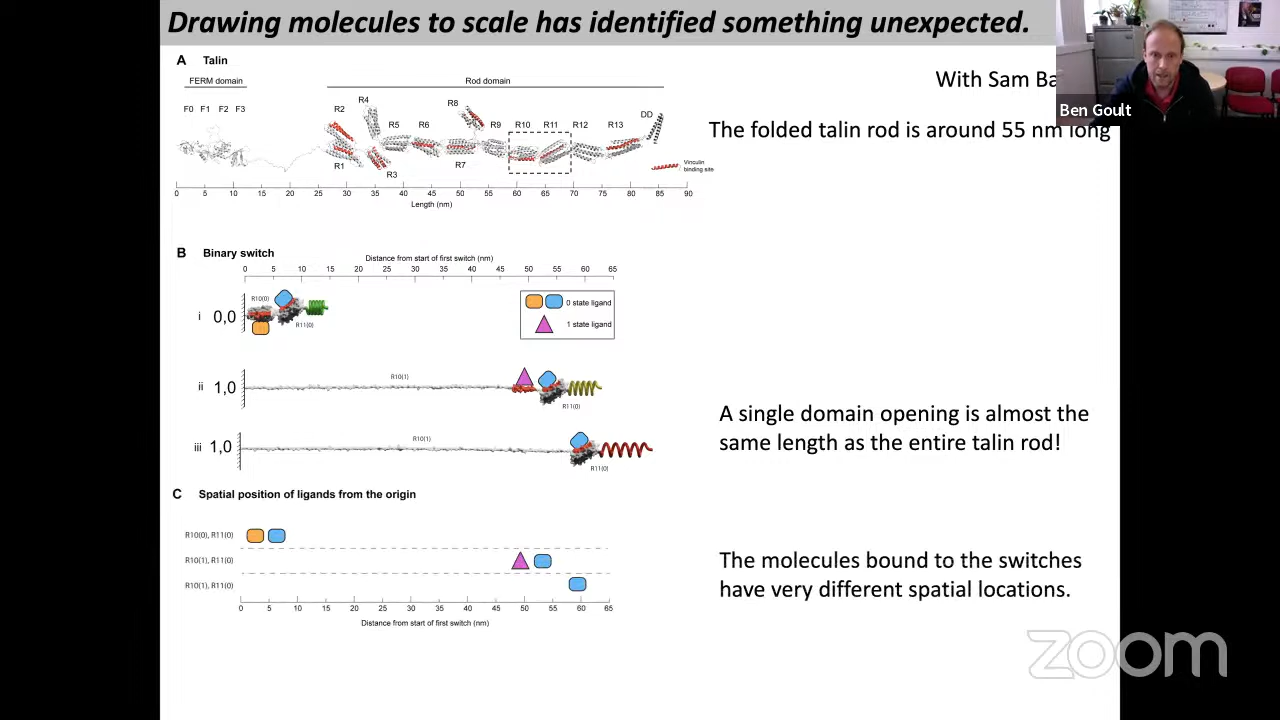 Drawing molecules to scale has identified something unexpected.
Ben Goult
With Sam Ba
The folded talin rod is around 55 nm long
A Talin
FERM domain
Rod domain
F0 F1 F2 F3
R1 R2 R3 R4 R5 R6 R7 R8 R9 R10 R11 R12 R13 DD
Vinculin
binding site
0 5 10 15 20 25 30 35 40 45 50 55 60 65 70 75 80 85 90
Length (nm)
B Binary switch
Distance from start of first switch (nm)
0 5 10 15 20 25 30 35 40 45 50 55 60 65
i 0,0
R10(0)
R11(0)
0 state ligand
1 state ligand
ii 1,0
R10(1)
R11(0)
iii 1,0
R10(1)
R11(0)
A single domain opening is almost the
same length as the entire talin rod!
C Spatial position of ligands from the origin
R10(0), R11(0)
R10(1), R11(0)
R10(1), R11(0)
0 5 10 15 20 25 30 35 40 45 50 55 60 65
Distance from start of first switch (nm)
The molecules bound to the switches
have very different spatial locations.
zoom